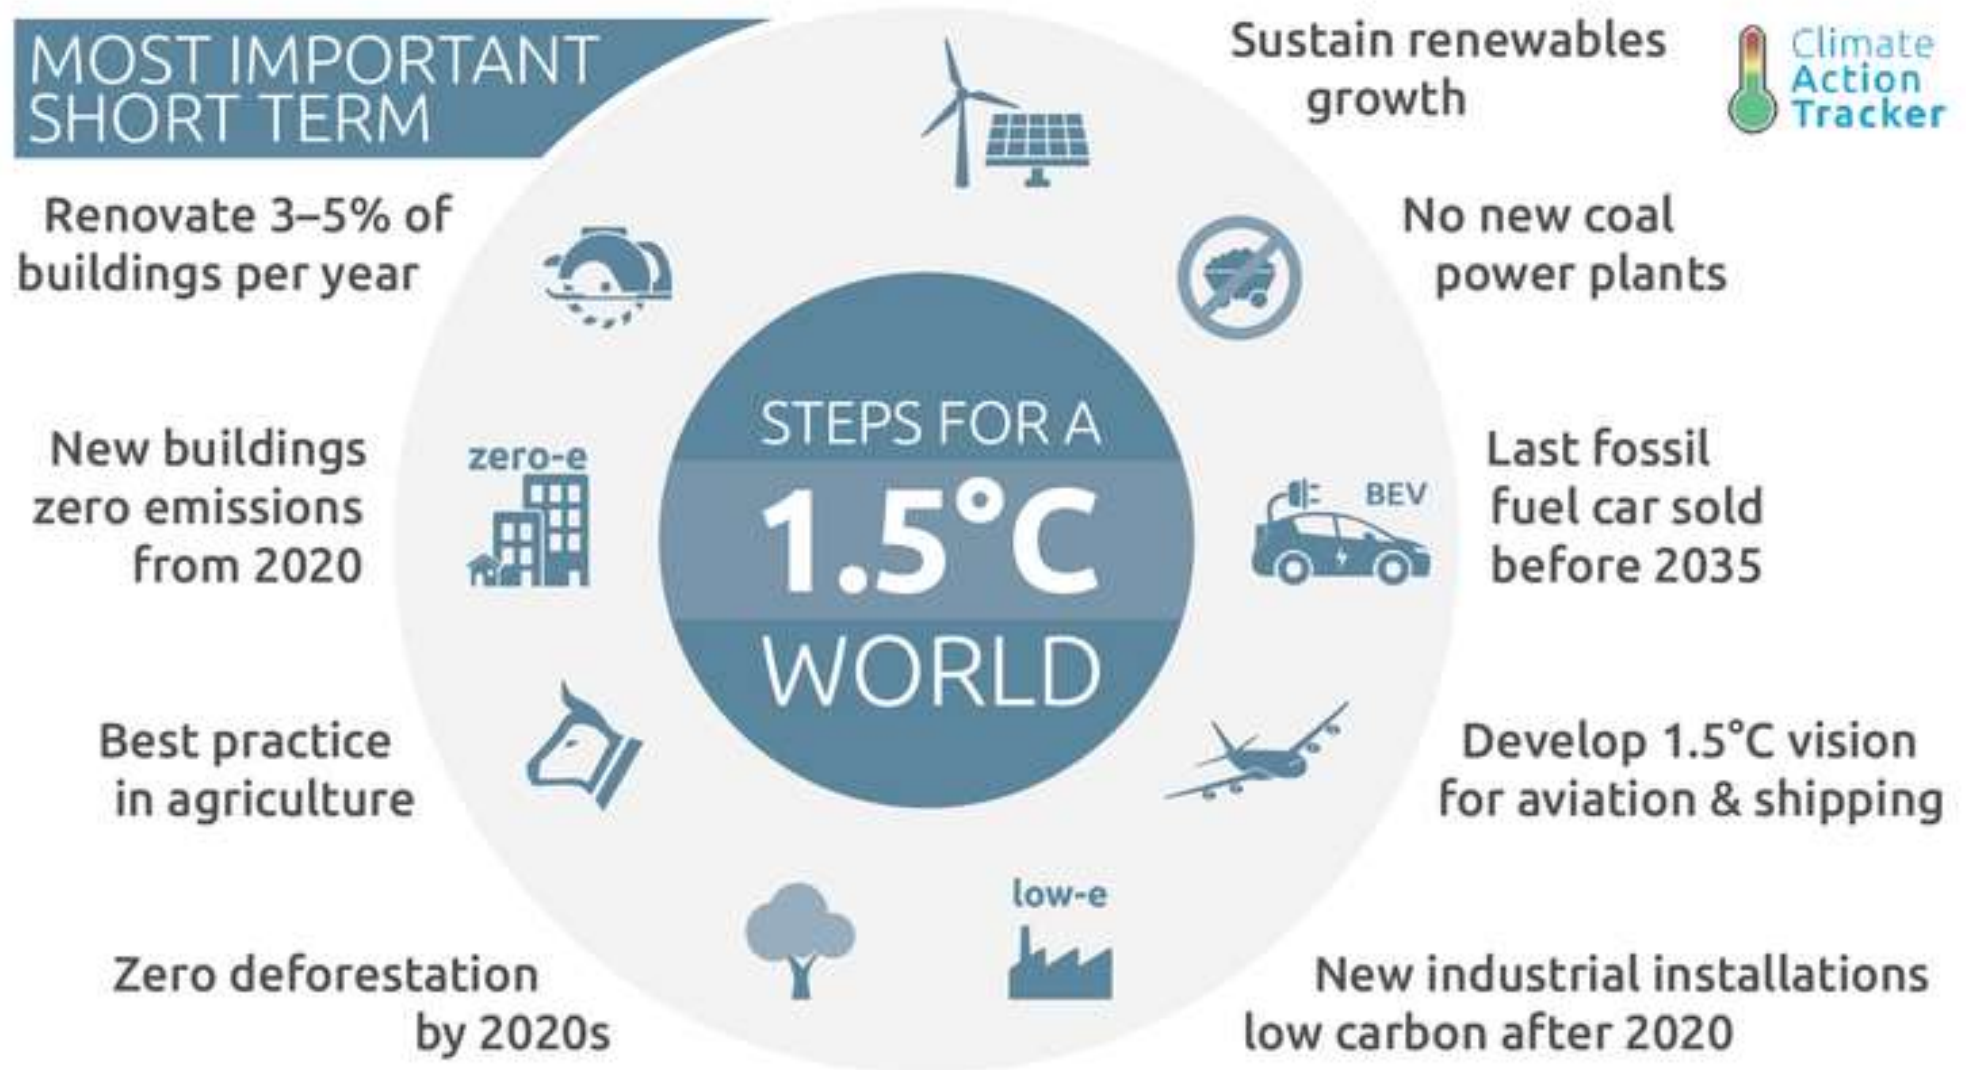 MOST IMPORTANT
SHORT TERM
Sustain renewables
growth
Climate
Action
Tracker
No new coal
power plants
Last fossil
fuel car sold
before 2035
BEV
Develop 1.5°C vision
for aviation & shipping
New industrial installations
low carbon after 2020
low-e
Zero deforestation
by 2020s
Best practice
in agriculture
New buildings
zero emissions
from 2020
zero-e
Renovate 3–5% of
buildings per year
STEPS FOR A
1.5°C
WORLD